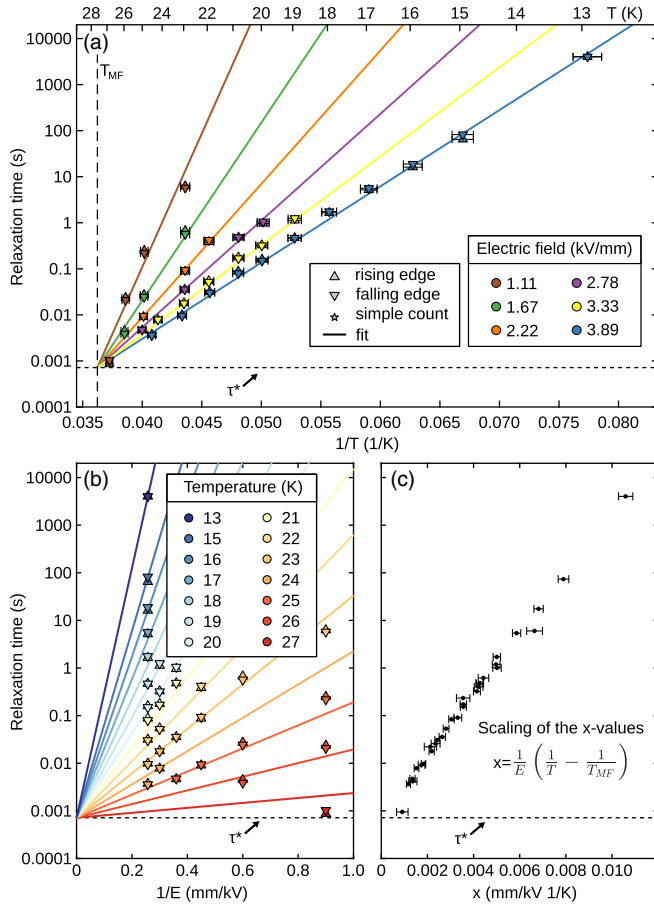 28 26 24 22 20 19 18 17 16 15 14 13 T (K)
(a)
T_MF
Relaxation time (s)
10000
1000
100
10
1
0.1
0.01
0.001
0.0001
rising edge
falling edge
simple count
fit
Electric field (kV/mm)
1.11 2.78
1.67 3.33
2.22 3.89
τ*
0.035 0.040 0.045 0.050 0.055 0.060 0.065 0.070 0.075 0.080
1/T (1/K)
(b)
Relaxation time (s)
10000
1000
100
10
1
0.1
0.01
0.001
0.0001
Temperature (K)
13 21
15 22
16 23
17 24
18 25
19 26
20 27
τ*
0.0 0.2 0.4 0.6 0.8 1.0
1/E (mm/kV)
(c)
Scaling of the x-values
x=1/E (1/T − 1/T_MF)
τ*
0.002 0.004 0.006 0.008 0.010
x (mm/kV 1/K)